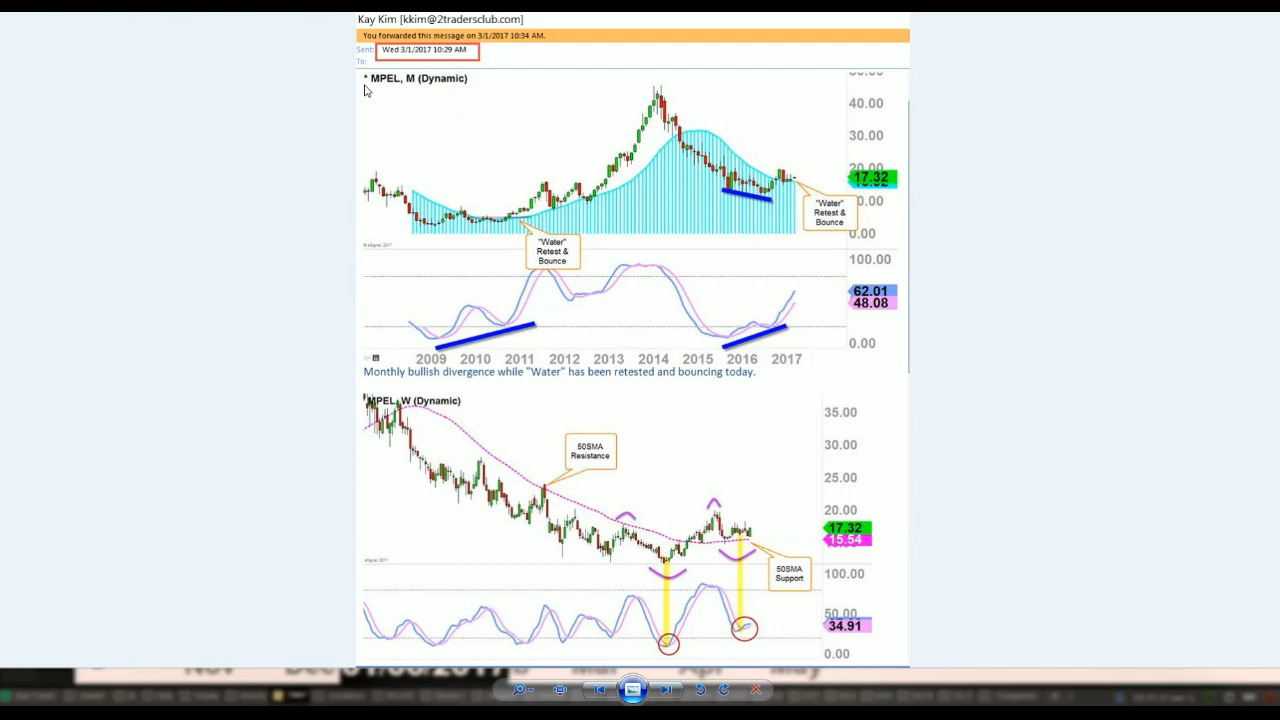 Kay Kim [kkim@2tradersclub.com]
You forwarded this message on 3/1/2017 10:34 AM.
Sent: Wed 3/1/2017 10:29 AM
To:
* MPEL, M (Dynamic)
40.00
30.00
20.00
17.32
10.00
0.00
"Water"
Retest &
Bounce
"Water"
Retest &
Bounce
© eSignal, 2017
100.00
62.01
48.08
0.00
2009 2010 2011 2012 2013 2014 2015 2016 2017
Monthly bullish divergence while "Water" has been retested and bouncing today.
MPEL, W (Dynamic)
35.00
30.00
25.00
20.00
17.32
15.54
50SMA
Resistance
50SMA
Support
eSignal, 2017
100.00
50.00
34.91
0.00